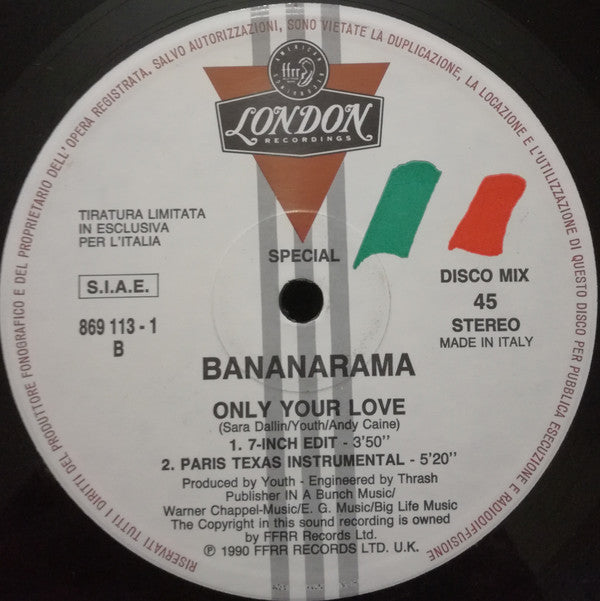 RISERVATI TUTTI I DIRITTI DEL PRODUTTORE FONOGRAFICO E DEL PROPRIETARIO DELL'OPERA REGISTRATA. SALVO AUTORIZZAZIONI, SONO VIETATE LA DUPLICAZIONE, LA LOCAZIONE E L'UTILIZZAZIONE DI QUESTO DISCO PER PUBBLICA ESECUZIONE E RADIODIFFUSIONE
ffrr
LONDON
RECORDINGS
TIRATURA LIMITATA
IN ESCLUSIVA
PER L'ITALIA
SPECIAL
S.I.A.E.
DISCO MIX
45
STEREO
MADE IN ITALY
869 113 - 1
B
BANANARAMA
ONLY YOUR LOVE
(Sara Dallin/Youth/Andy Caine)
1. 7-INCH EDIT - 3'50"
2. PARIS TEXAS INSTRUMENTAL - 5'20"
Produced by Youth - Engineered by Thrash
Publisher IN A Bunch Music/
Warner Chappel-Music/E. G. Music/Big Life Music
The Copyright in this sound recording is owned
by FFRR Records Ltd.
℗ 1990 FFRR RECORDS LTD. U.K.